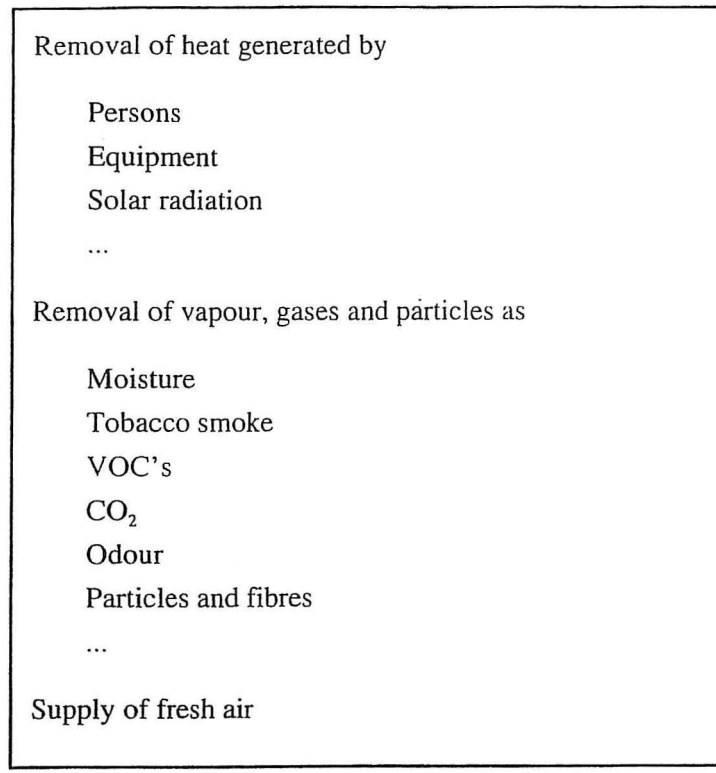 Removal of heat generated by
Persons
Equipment
Solar radiation
...
Removal of vapour, gases and particles as
Moisture
Tobacco smoke
VOC's
CO₂
Odour
Particles and fibres
...
Supply of fresh air